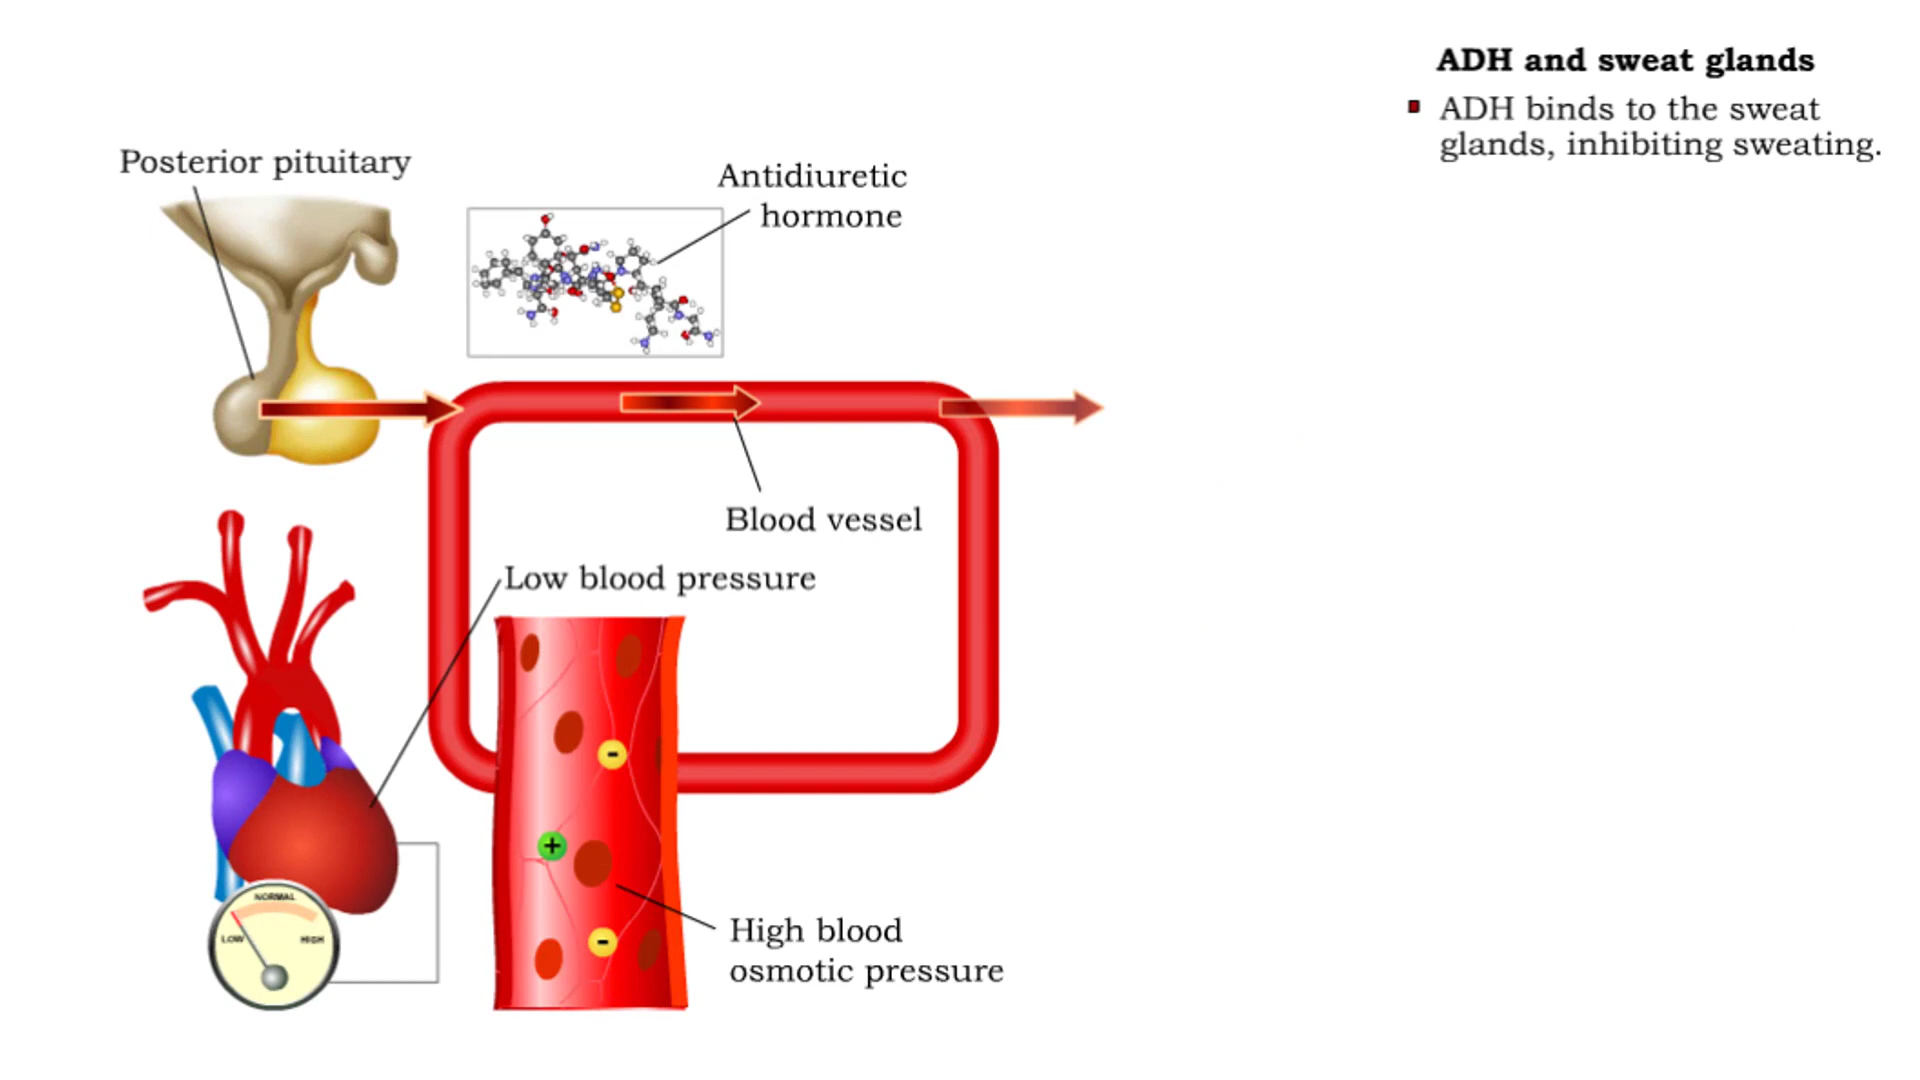 ADH and sweat glands
ADH binds to the sweat
glands, inhibiting sweating.
Posterior pituitary
Antidiuretic
hormone
Blood vessel
Low blood pressure
NORMAL
LOW
HIGH
-
+
-
High blood
osmotic pressure